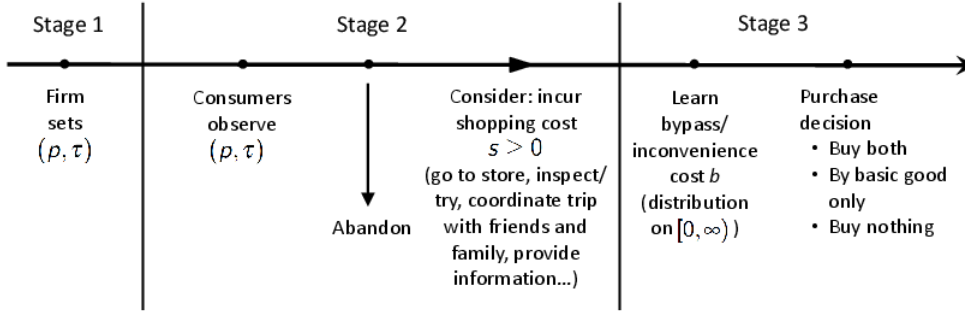 Stage 1
Stage 2
Stage 3
Firm
sets
(p, τ)
Consumers
observe
(p, τ)
Abandon
Consider: incur
shopping cost
s > 0
(go to store, inspect/
try, coordinate trip
with friends and
family, provide
information...)
Learn
bypass/
inconvenience
cost b
(distribution
on [0, ∞) )
Purchase
decision
• Buy both
• By basic good
only
• Buy nothing